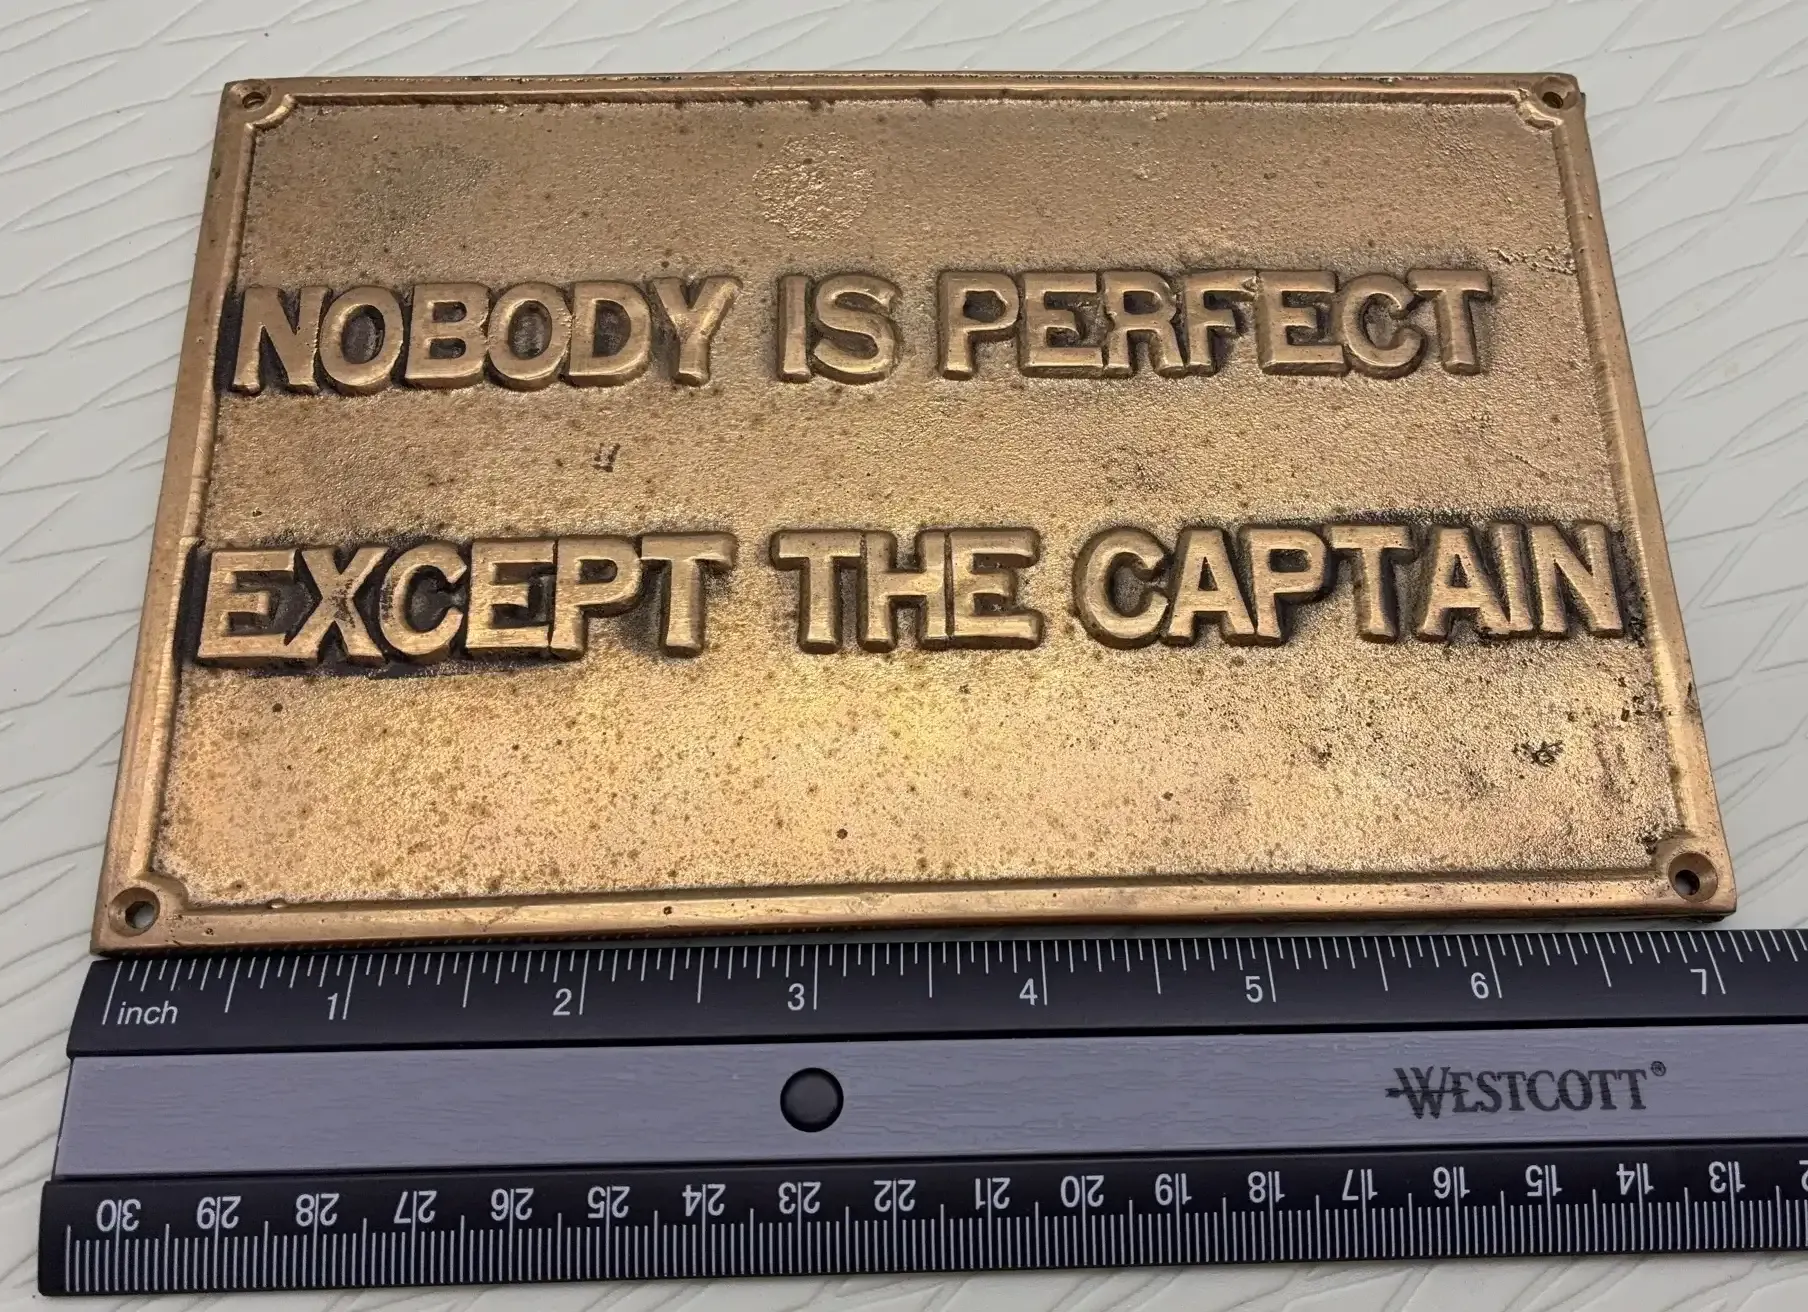 NOBODY IS PERFECT
EXCEPT THE CAPTAIN
inch 1 2 3 4 5 6 7
WESTCOTT®
30 29 28 27 26 25 24 23 22 21 20 19 18 17 16 15 14 13